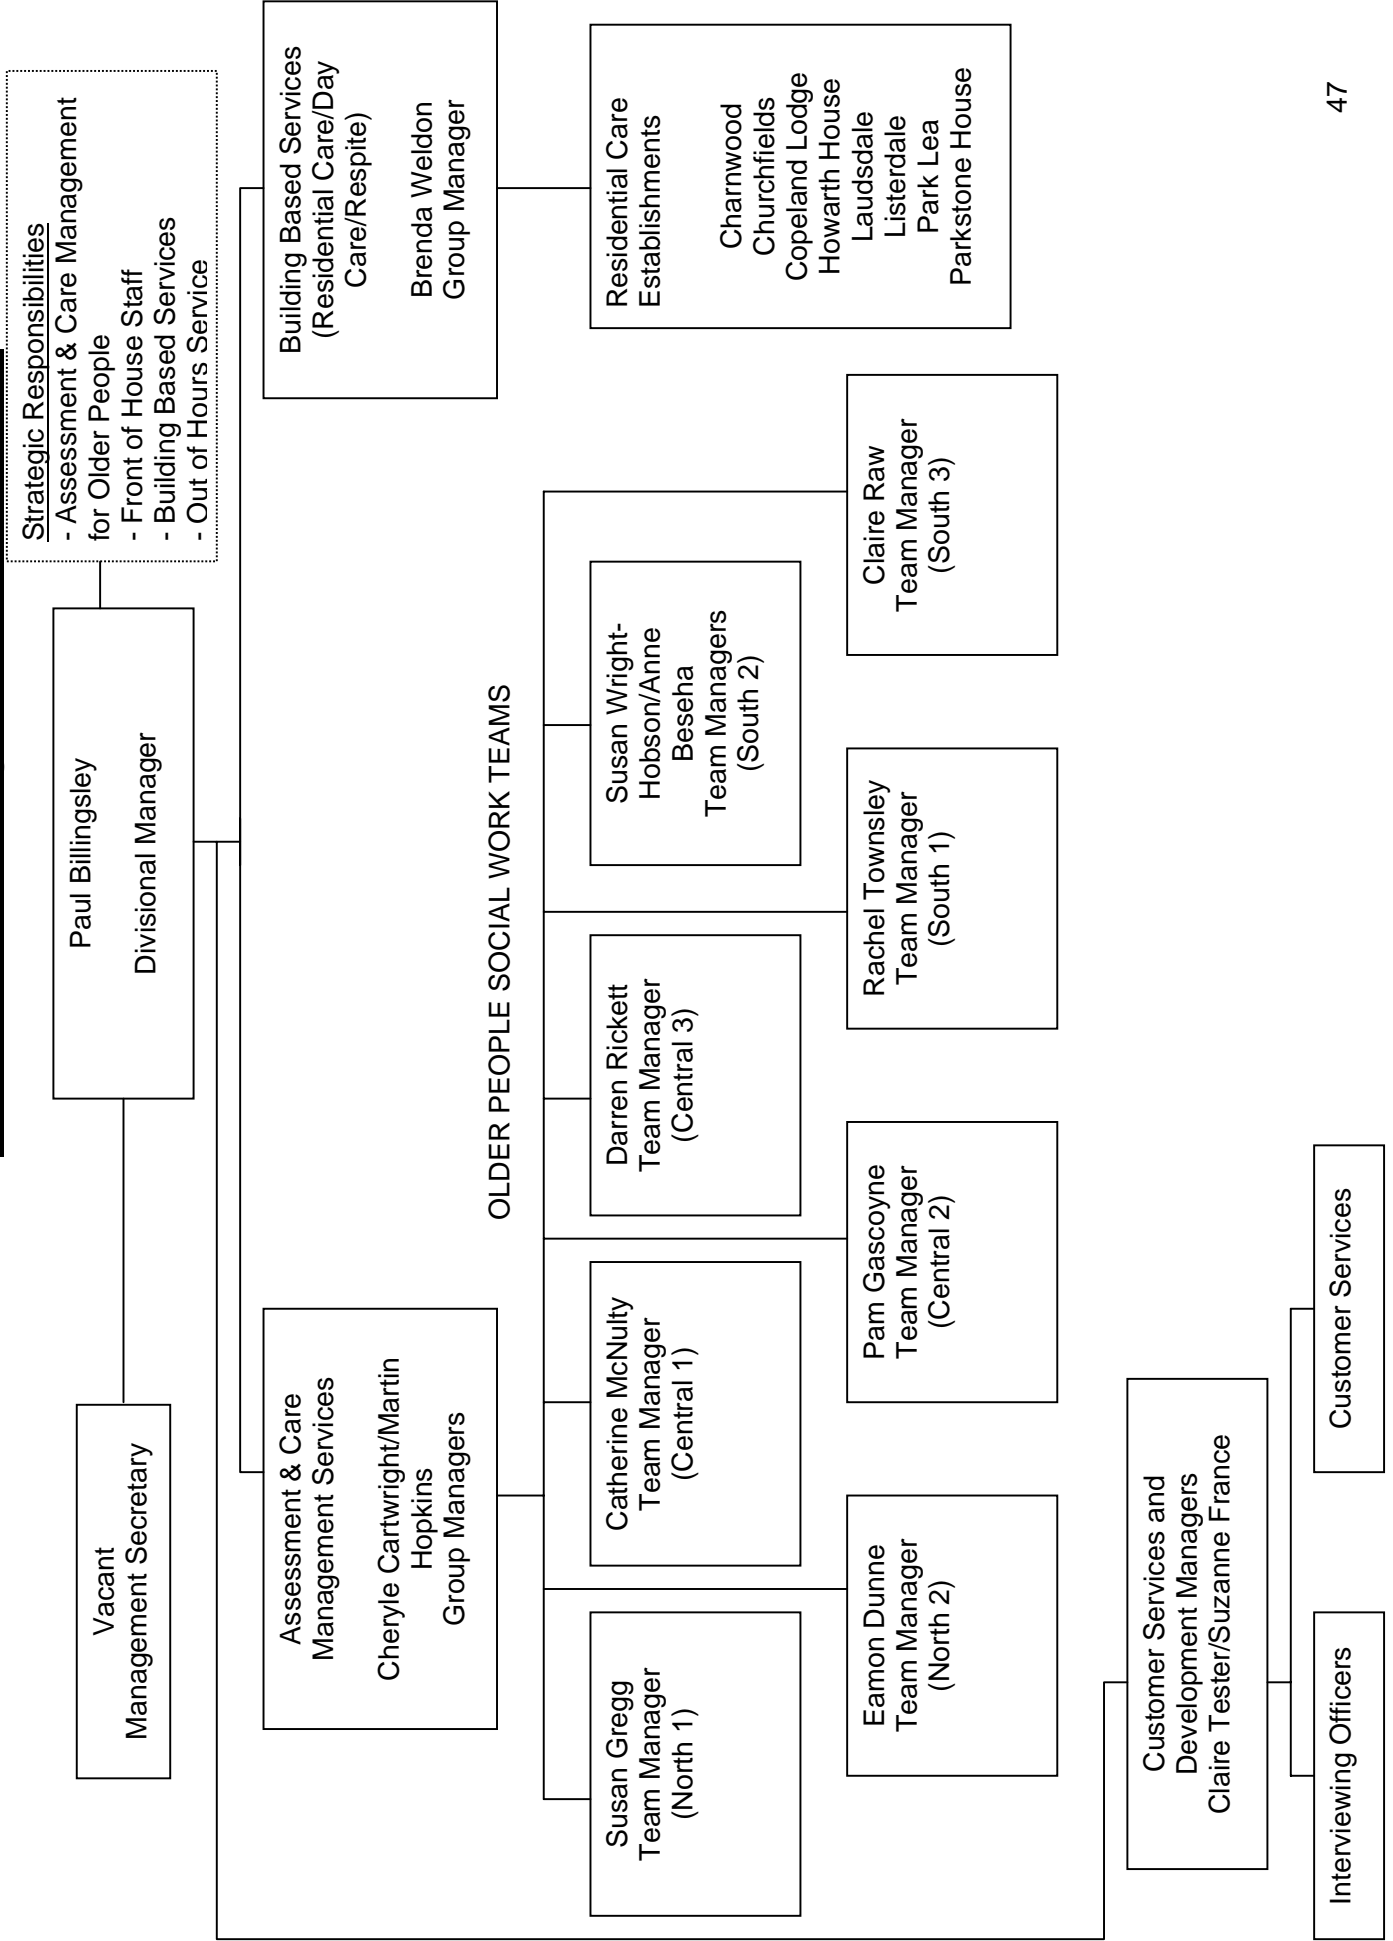 Strategic Responsibilities
- Assessment & Care Management
for Older People
- Front of House Staff
- Building Based Services
- Out of Hours Service
Paul Billingsley
Divisional Manager
Vacant
Management Secretary
Assessment & Care
Management Services
Cheryle Cartwright/Martin
Hopkins
Group Managers
Building Based Services
(Residential Care/Day
Care/Respite)
Brenda Weldon
Group Manager
OLDER PEOPLE SOCIAL WORK TEAMS
Susan Gregg
Team Manager
(North 1)
Catherine McNulty
Team Manager
(Central 1)
Darren Rickett
Team Manager
(Central 3)
Susan Wright-
Hobson/Anne
Beseha
Team Managers
(South 2)
Residential Care
Establishments
Charnwood
Churchfields
Copeland Lodge
Howarth House
Laudsdale
Listerdale
Park Lea
Parkstone House
Eamon Dunne
Team Manager
(North 2)
Pam Gascoyne
Team Manager
(Central 2)
Rachel Townsley
Team Manager
(South 1)
Claire Raw
Team Manager
(South 3)
Customer Services and
Development Managers
Claire Tester/Suzanne France
Interviewing Officers
Customer Services
47